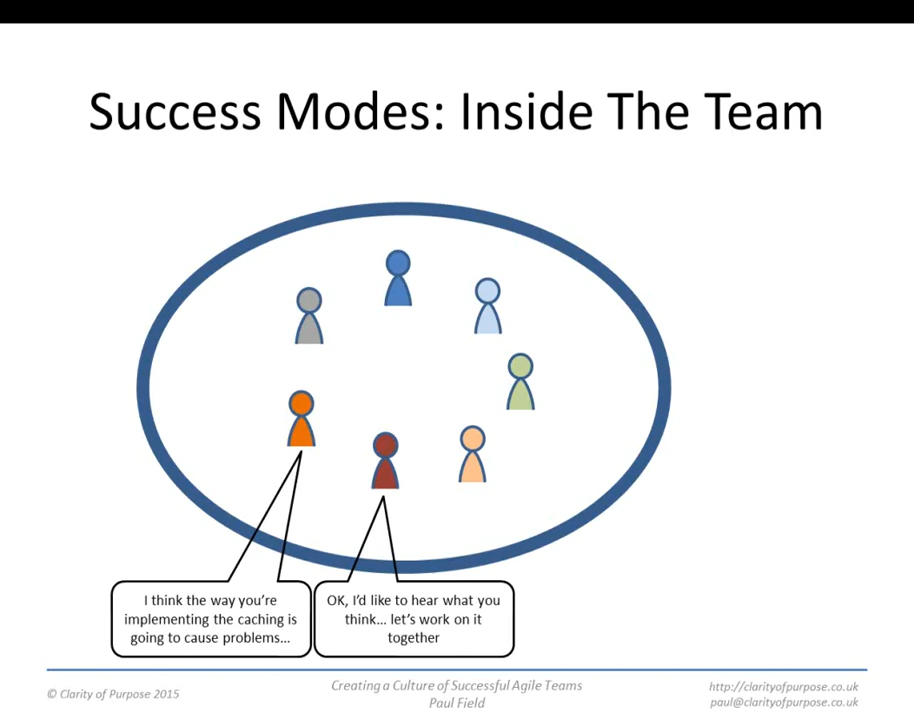 Success Modes: Inside The Team
I think the way you're
implementing the caching is
going to cause problems...
OK, I'd like to hear what you
think... let's work on it
together
© Clarity of Purpose 2015
Creating a Culture of Successful Agile Teams
Paul Field
http://clarityofpurpose.co.uk
paul@clarityofpurpose.co.uk